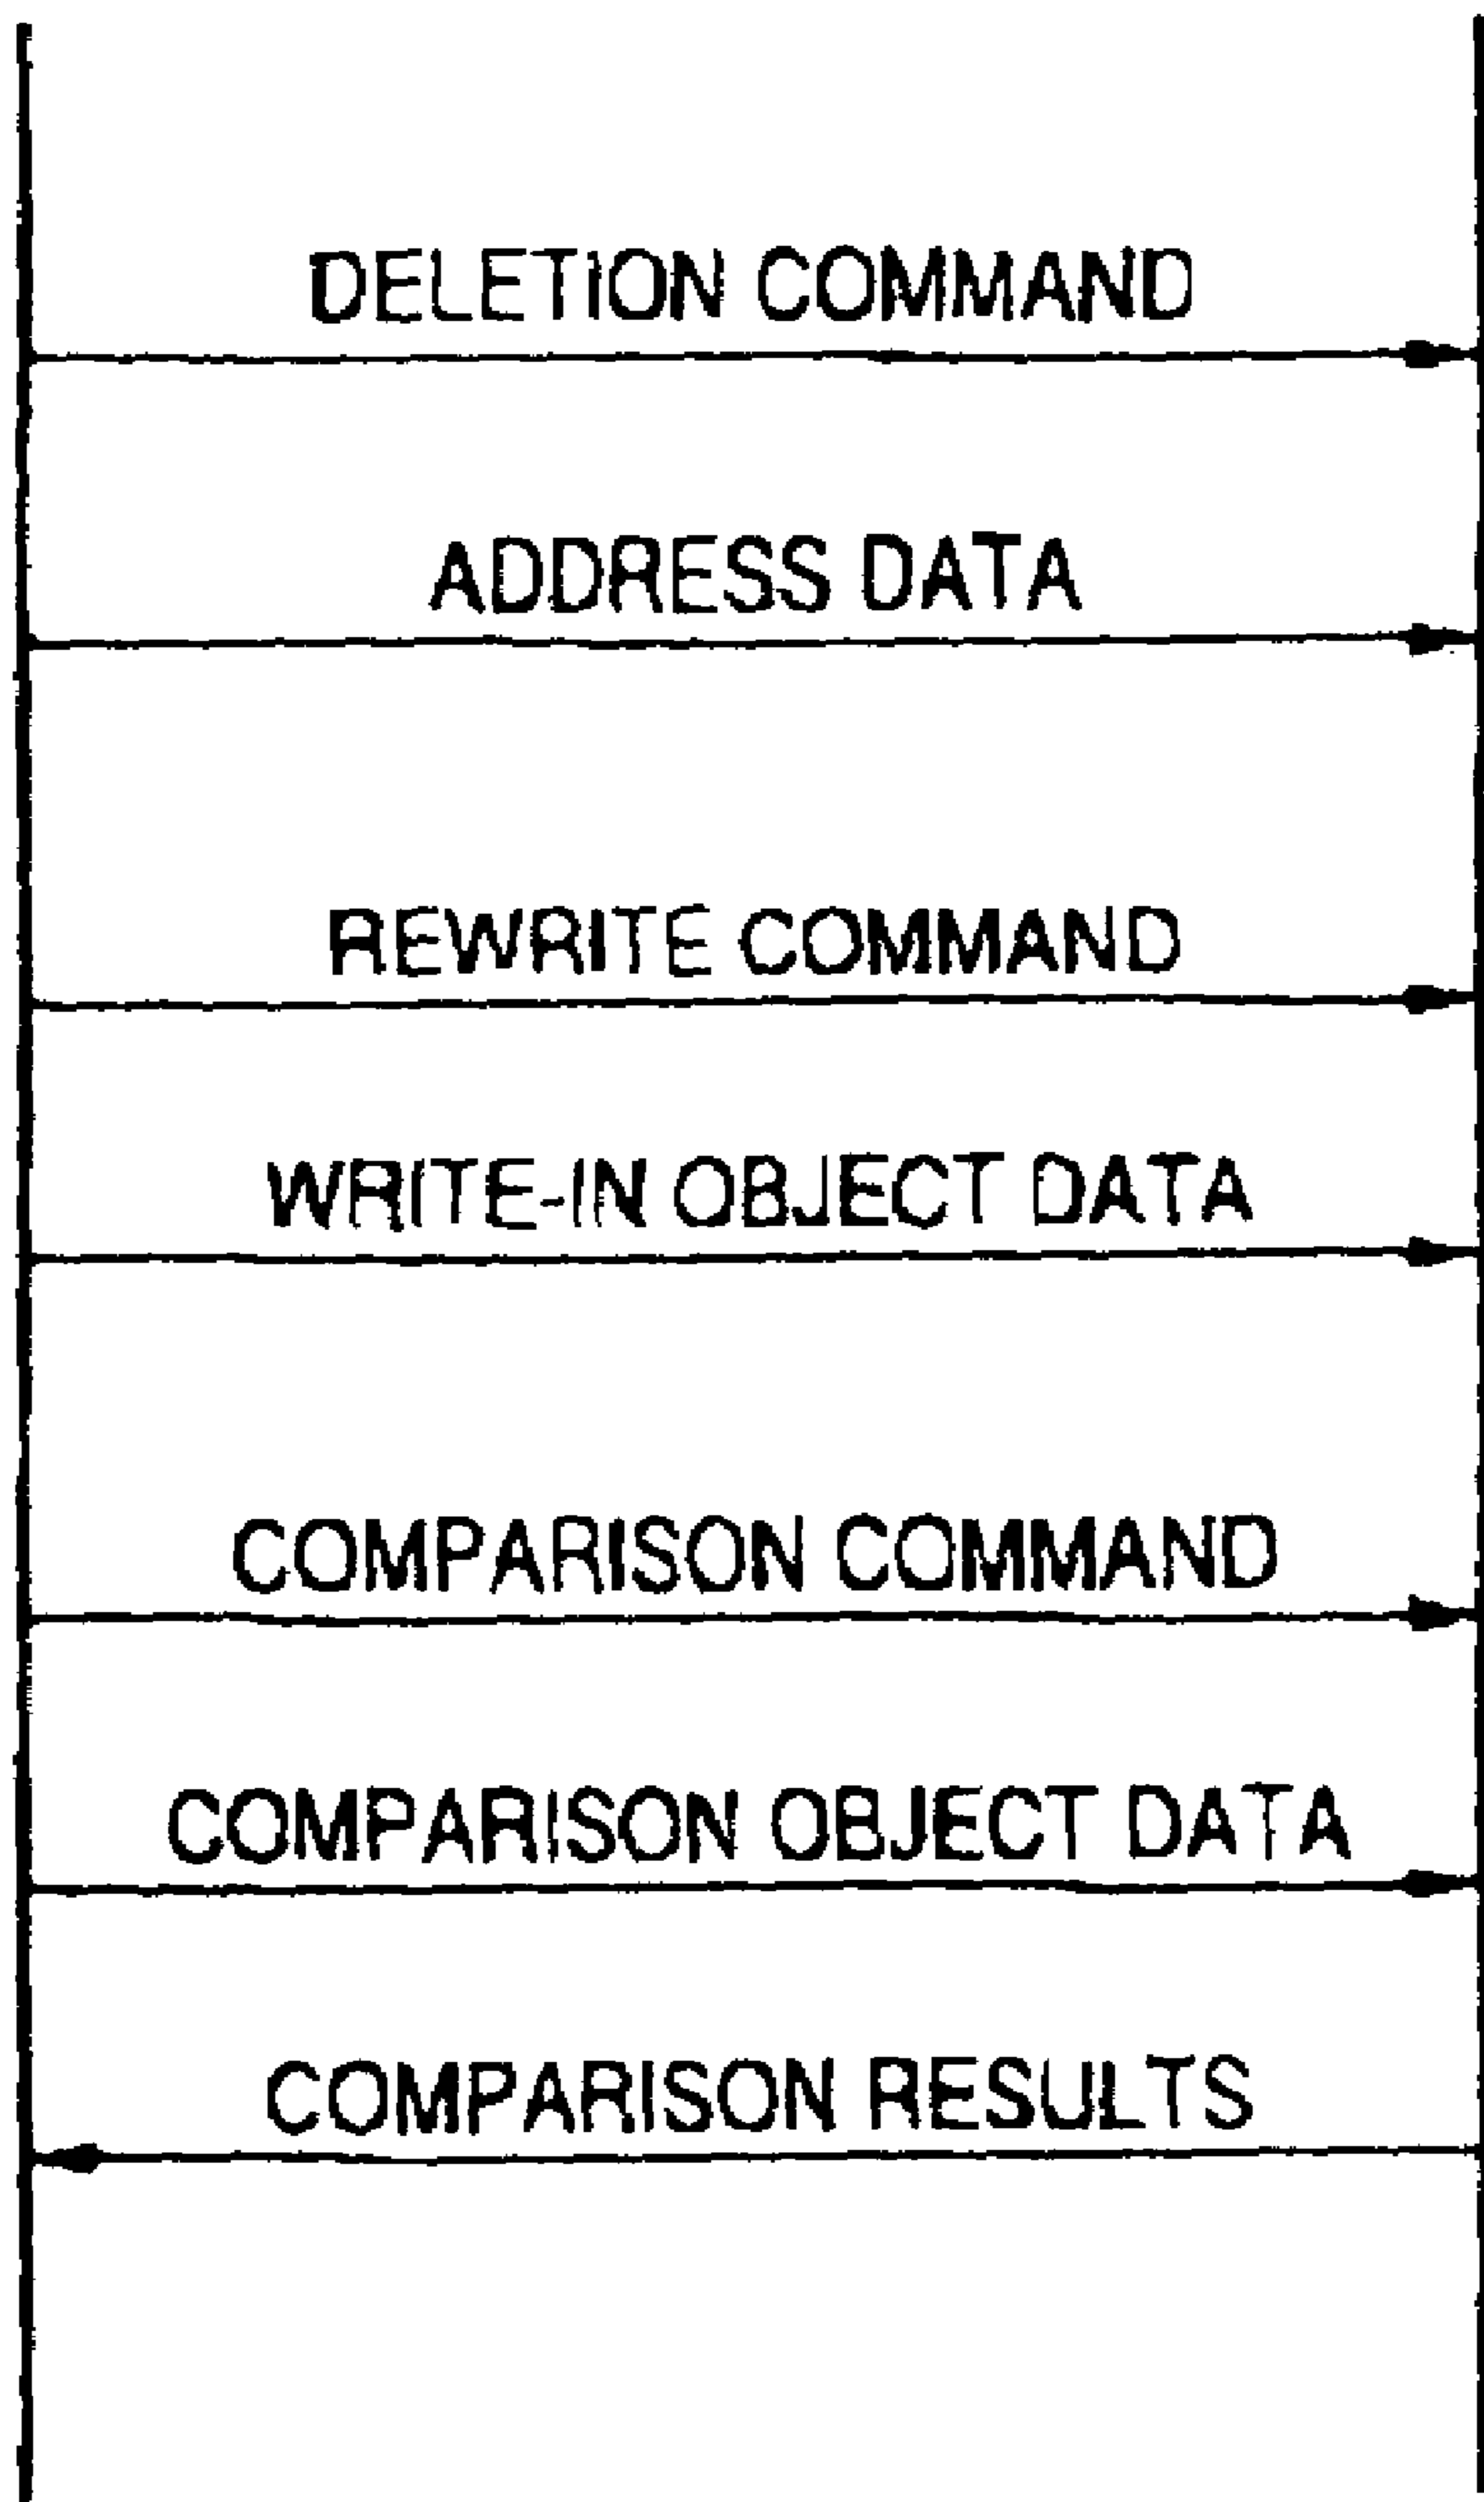 DELETION COMMAND
ADDRESS DATA
REWRITE COMMAND
WRITE-IN OBJECT DATA
COMPARISON COMMAND
COMPARISON OBJECT DATA
COMPARISON RESULTS